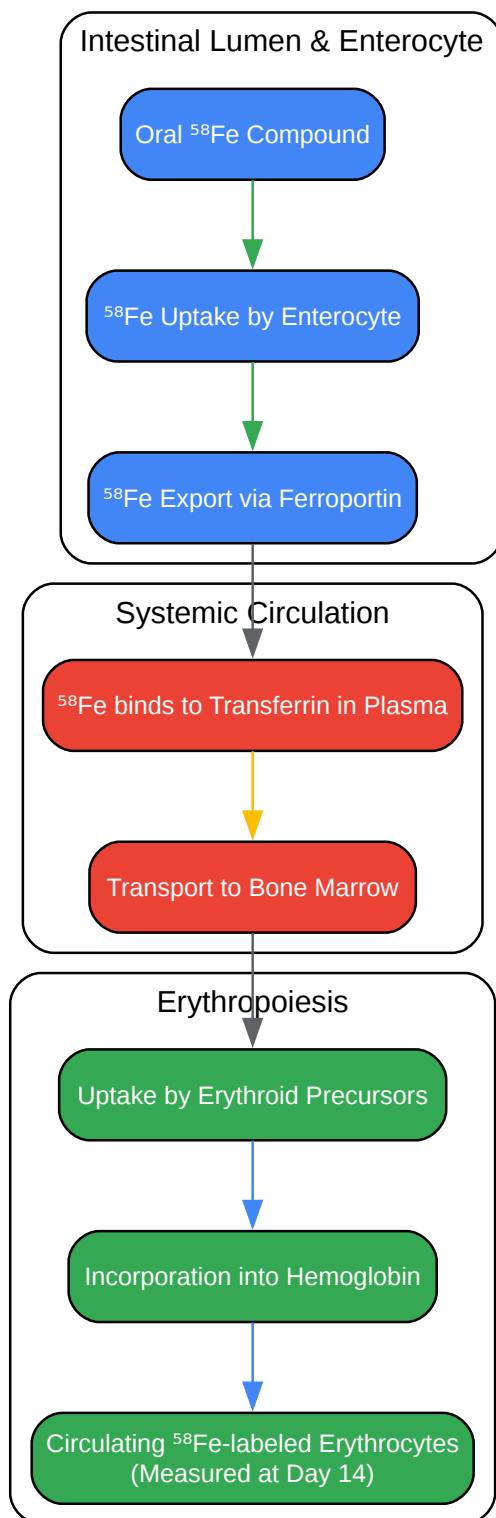 Intestinal Lumen & Enterocyte
Oral ⁵⁸Fe Compound
⁵⁸Fe Uptake by Enterocyte
⁵⁸Fe Export via Ferroportin
Systemic Circulation
⁵⁸Fe binds to Transferrin in Plasma
Transport to Bone Marrow
Erythropoiesis
Uptake by Erythroid Precursors
Incorporation into Hemoglobin
Circulating ⁵⁸Fe-labeled Erythrocytes
(Measured at Day 14)